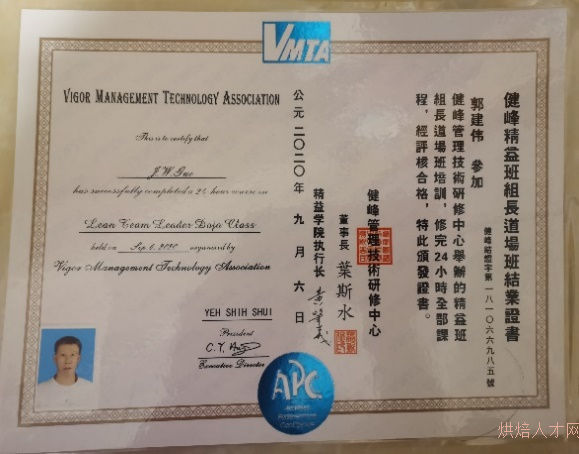 VMTA
VIGOR MANAGEMENT TECHNOLOGY ASSOCIATION
This is to certify that
J.W. Guo
has successfully completed a 24 hour course on
Lean Team Leader Dojo Class
held on Sep. 6. 2020 organized by
Vigor Management Technology Association
YEH SHIH SHUI
President
Executive Director
健峰精益班組長道場班結業證書
健峰結證字第一八一〇六六九八五號
郭建伟 參加
健峰管理技術研修中心舉辦的精益班
組長道場班培訓，修完24小時全部課
程，經評核合格，特此頒發證書。
健峰管理技術研修中心
董事長 葉斯水
精益学院执行长
公元二〇二〇年九月六日
APC
烘焙人才网